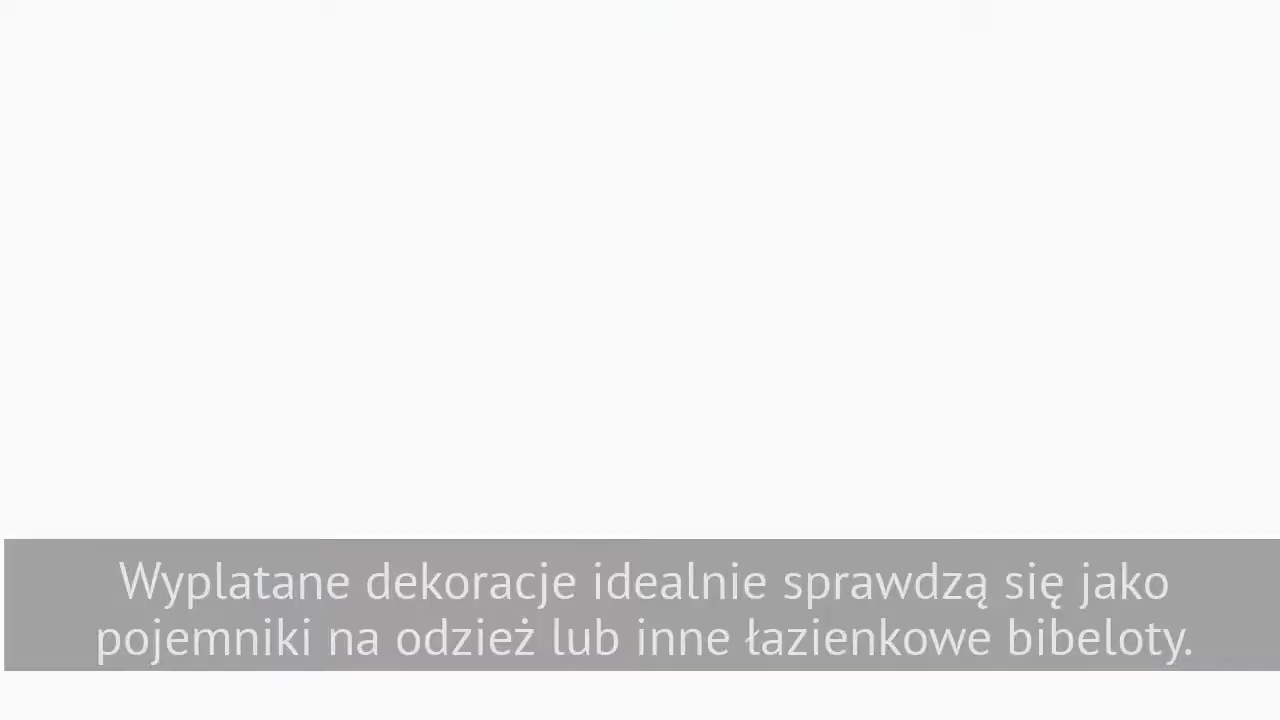 Wyplatane dekoracje idealnie sprawdzą się jako
pojemniki na odzież lub inne łazienkowe bibeloty.